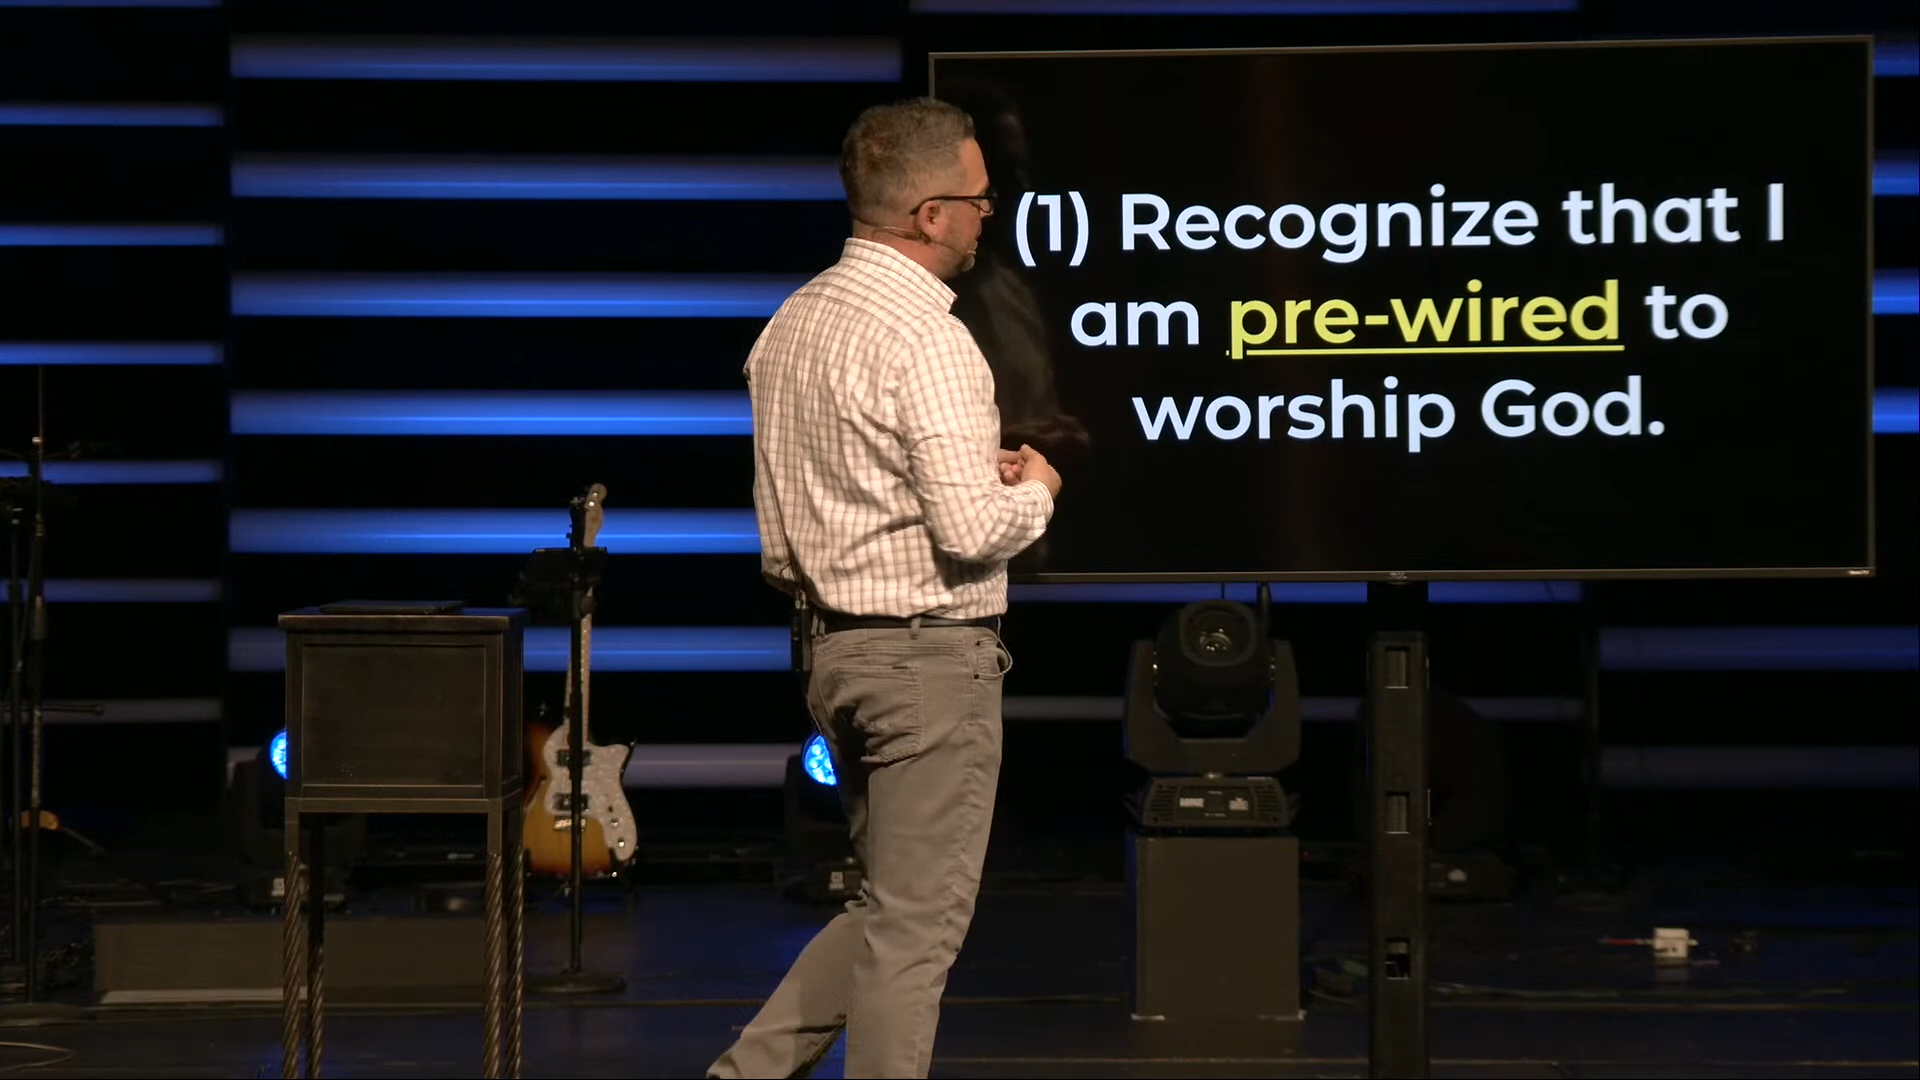 (1) Recognize that I
am pre-wired to
worship God.